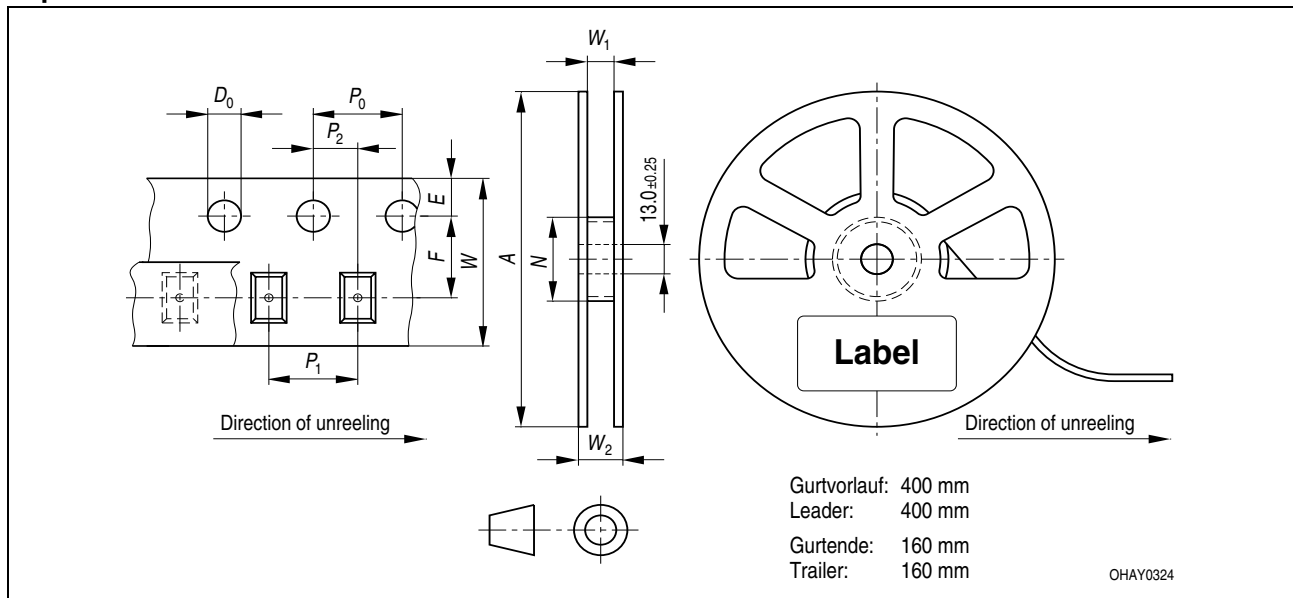 W1
D0
P0
P2
E
F
W
A
N
13.0±0.25
P1
W2
Label
Direction of unreeling
Direction of unreeling
Gurtvorlauf: 400 mm
Leader: 400 mm
Gurtende: 160 mm
Trailer: 160 mm
OHAY0324